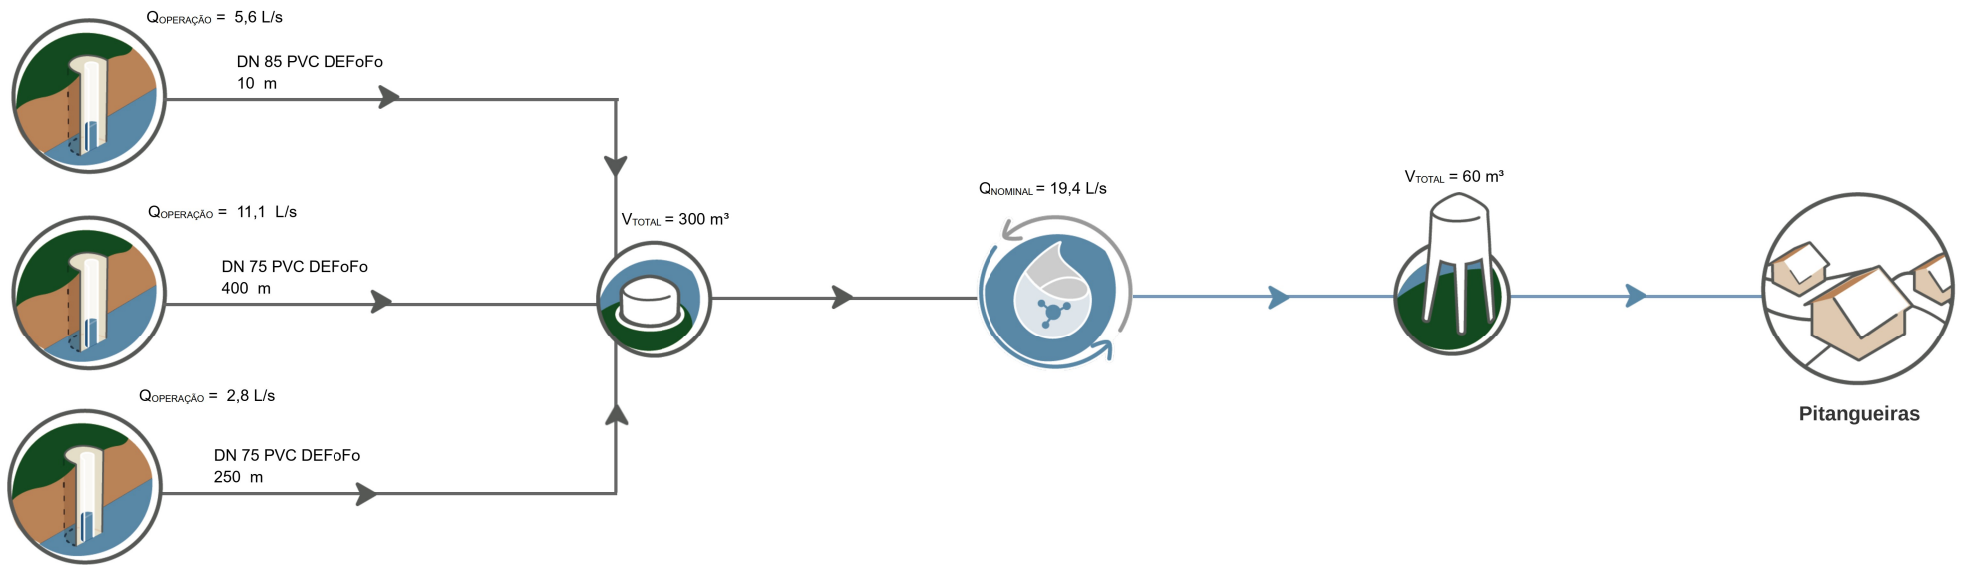 QOPERAÇÃO = 5,6 L/s
DN 85 PVC DEFoFo
10 m
QOPERAÇÃO = 11,1 L/s
DN 75 PVC DEFoFo
400 m
QOPERAÇÃO = 2,8 L/s
DN 75 PVC DEFoFo
250 m
VTOTAL = 300 m³
QNOMINAL = 19,4 L/s
VTOTAL = 60 m³
Pitangueiras